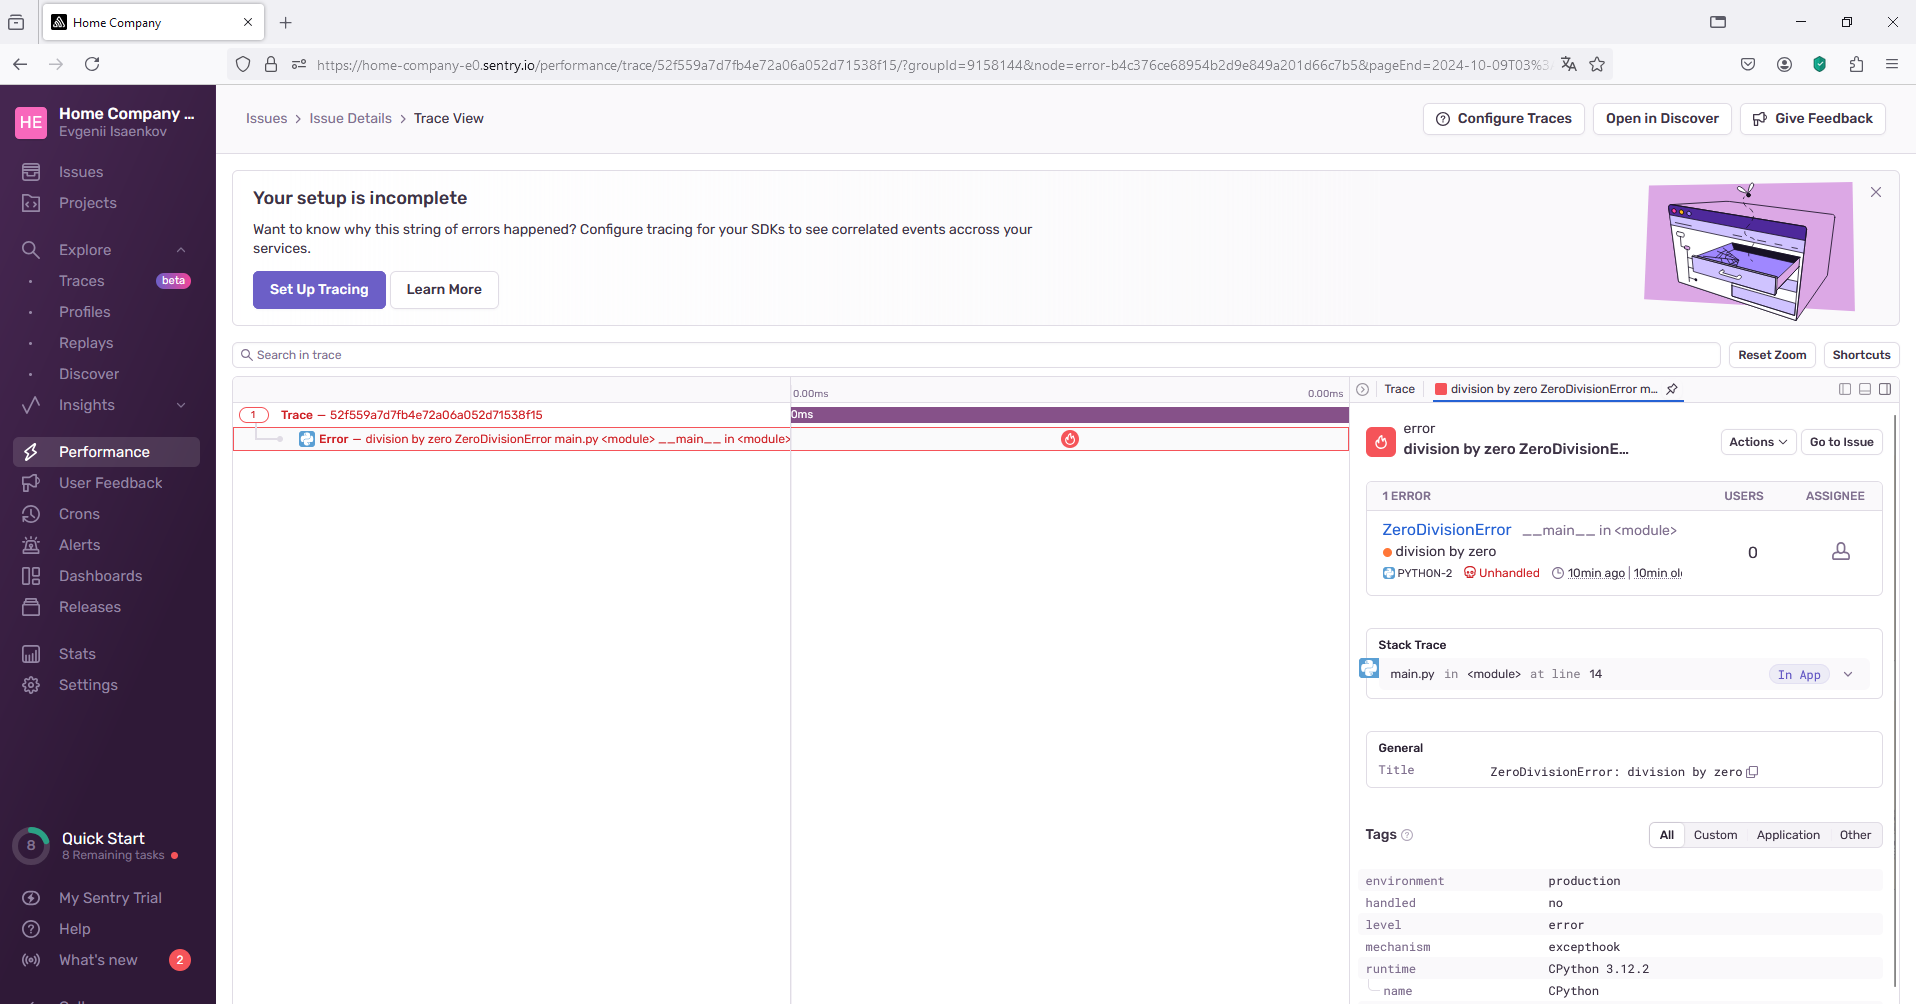 Home Company
https://home-company-e0.sentry.io/performance/trace/52f559a7d7fb4e72a06a052d71538f15/?groupId=9158144&node=error-b4c376ce68954b2d9e849a201d66c7b5&pageEnd=2024-10-09T03%3
HE
Home Company ...
Evgenii Isaenkov
Issues
Projects
Explore
Traces
beta
Profiles
Replays
Discover
Insights
Performance
User Feedback
Crons
Alerts
Dashboards
Releases
Stats
Settings
8
Quick Start
8 Remaining tasks
My Sentry Trial
Help
What's new
2
Issues > Issue Details > Trace View
Configure Traces
Open in Discover
Give Feedback
Your setup is incomplete
Want to know why this string of errors happened? Configure tracing for your SDKs to see correlated events accross your
services.
Set Up Tracing
Learn More
Search in trace
Reset Zoom
Shortcuts
0.00ms
0.00ms
1
Trace — 52f559a7d7fb4e72a06a052d71538f15
0ms
Error — division by zero ZeroDivisionError main.py <module> __main__ in <module>
Trace
division by zero ZeroDivisionError m...
error
division by zero ZeroDivisionE...
Actions
Go to Issue
1 ERROR
USERS
ASSIGNEE
ZeroDivisionError __main__ in <module>
division by zero
0
PYTHON-2
Unhandled
10min ago | 10min
Stack Trace
main.py in <module> at line 14
In App
General
Title
ZeroDivisionError: division by zero
Tags
All
Custom
Application
Other
environment production
handled no
level error
mechanism excepthook
runtime CPython 3.12.2
name CPython